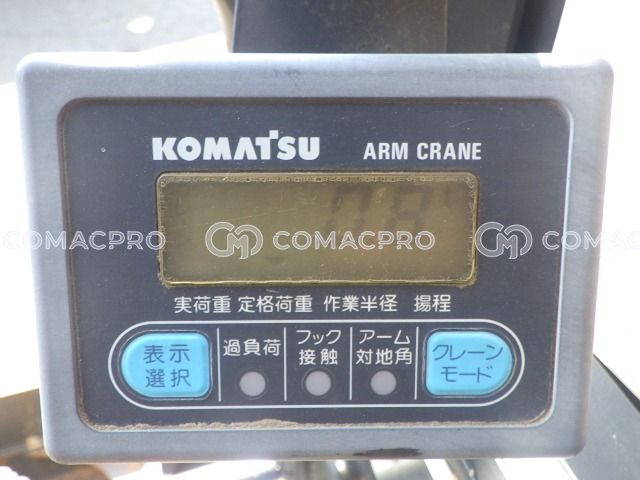 KOMATSU ARM CRANE
COMACPRO COMACPRO COMACPRO
実荷重 定格荷重 作業半径 揚程
表示
選択
過負荷
フック
接触
アーム
対地角
クレーン
モード